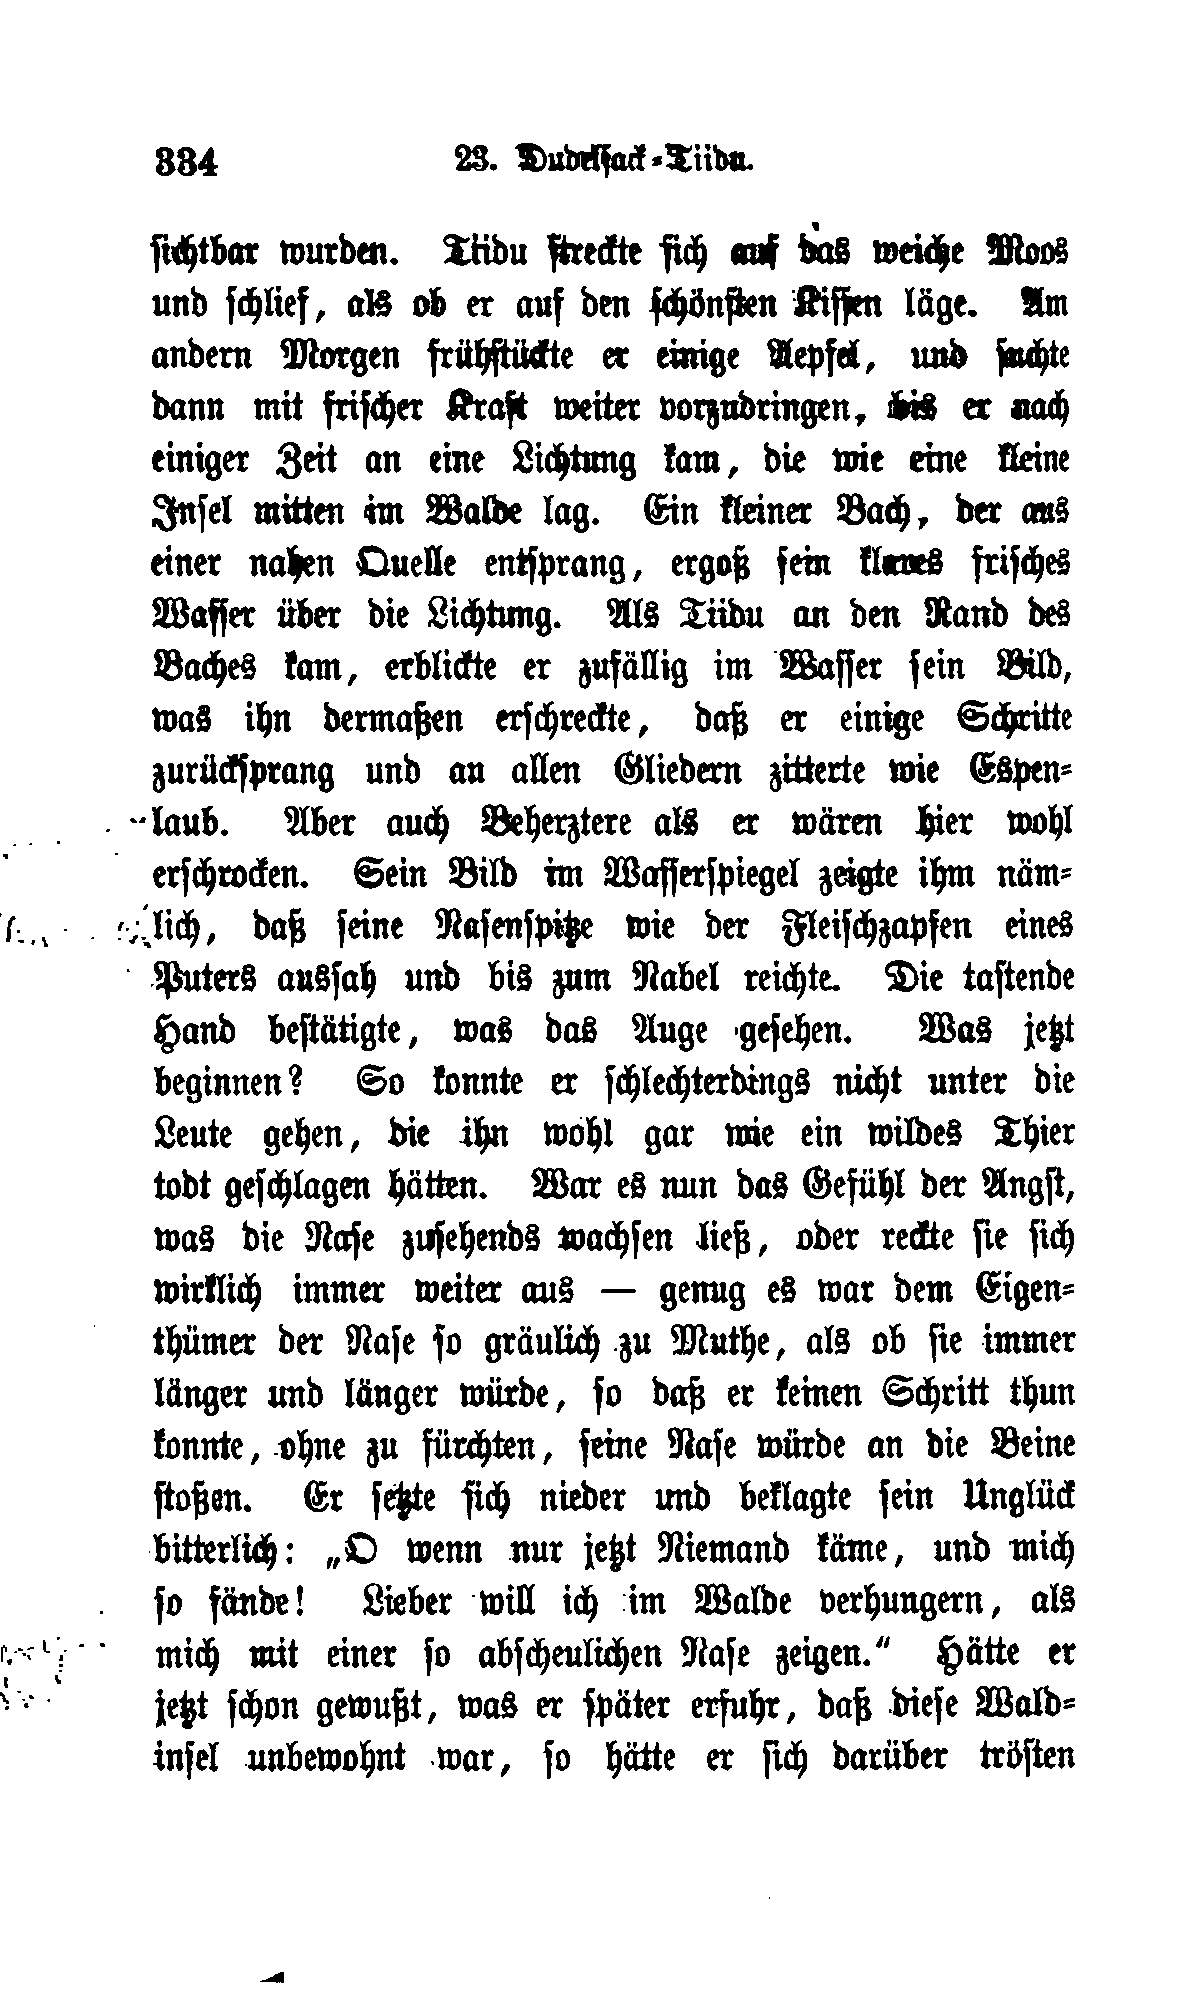 334 23. Dudelsack-Tiidu.
sichtbar wurden. Tiidu streckte sich auf das weiche Moos
und schlief, als ob er auf den schönsten Kissen läge. Am
andern Morgen frühstückte er einige Aepfel, und suchte
dann mit frischer Kraft weiter vorzudringen, bis er nach
einiger Zeit an eine Lichtung kam, die wie eine kleine
Insel mitten im Walde lag. Ein kleiner Bach, der aus
einer nahen Quelle entsprang, ergoß sein klares frisches
Wasser über die Lichtung. Als Tiidu an den Rand des
Baches kam, erblickte er zufällig im Wasser sein Bild,
was ihn dermaßen erschreckte, daß er einige Schritte
zurücksprang und an allen Gliedern zitterte wie Espen-
laub. Aber auch Beherztere als er wären hier wohl
erschrocken. Sein Bild im Wasserspiegel zeigte ihm näm-
lich, daß seine Nasenspitze wie der Fleischzapfen eines
Puters aussah und bis zum Nabel reichte. Die tastende
Hand bestätigte, was das Auge gesehen. Was jetzt
beginnen? So konnte er schlechterdings nicht unter die
Leute gehen, die ihn wohl gar wie ein wildes Thier
todt geschlagen hätten. War es nun das Gefühl der Angst,
was die Nase zusehends wachsen ließ, oder reckte sie sich
wirklich immer weiter aus — genug es war dem Eigen-
thümer der Nase so gräulich zu Muthe, als ob sie immer
länger und länger würde, so daß er keinen Schritt thun
konnte, ohne zu fürchten, seine Nase würde an die Beine
stoßen. Er setzte sich nieder und beklagte sein Unglück
bitterlich: „O wenn nur jetzt Niemand käme, und mich
so fände! Lieber will ich im Walde verhungern, als
mich mit einer so abscheulichen Nase zeigen.“ Hätte er
jetzt schon gewußt, was er später erfuhr, daß diese Wald-
insel unbewohnt war, so hätte er sich darüber trösten